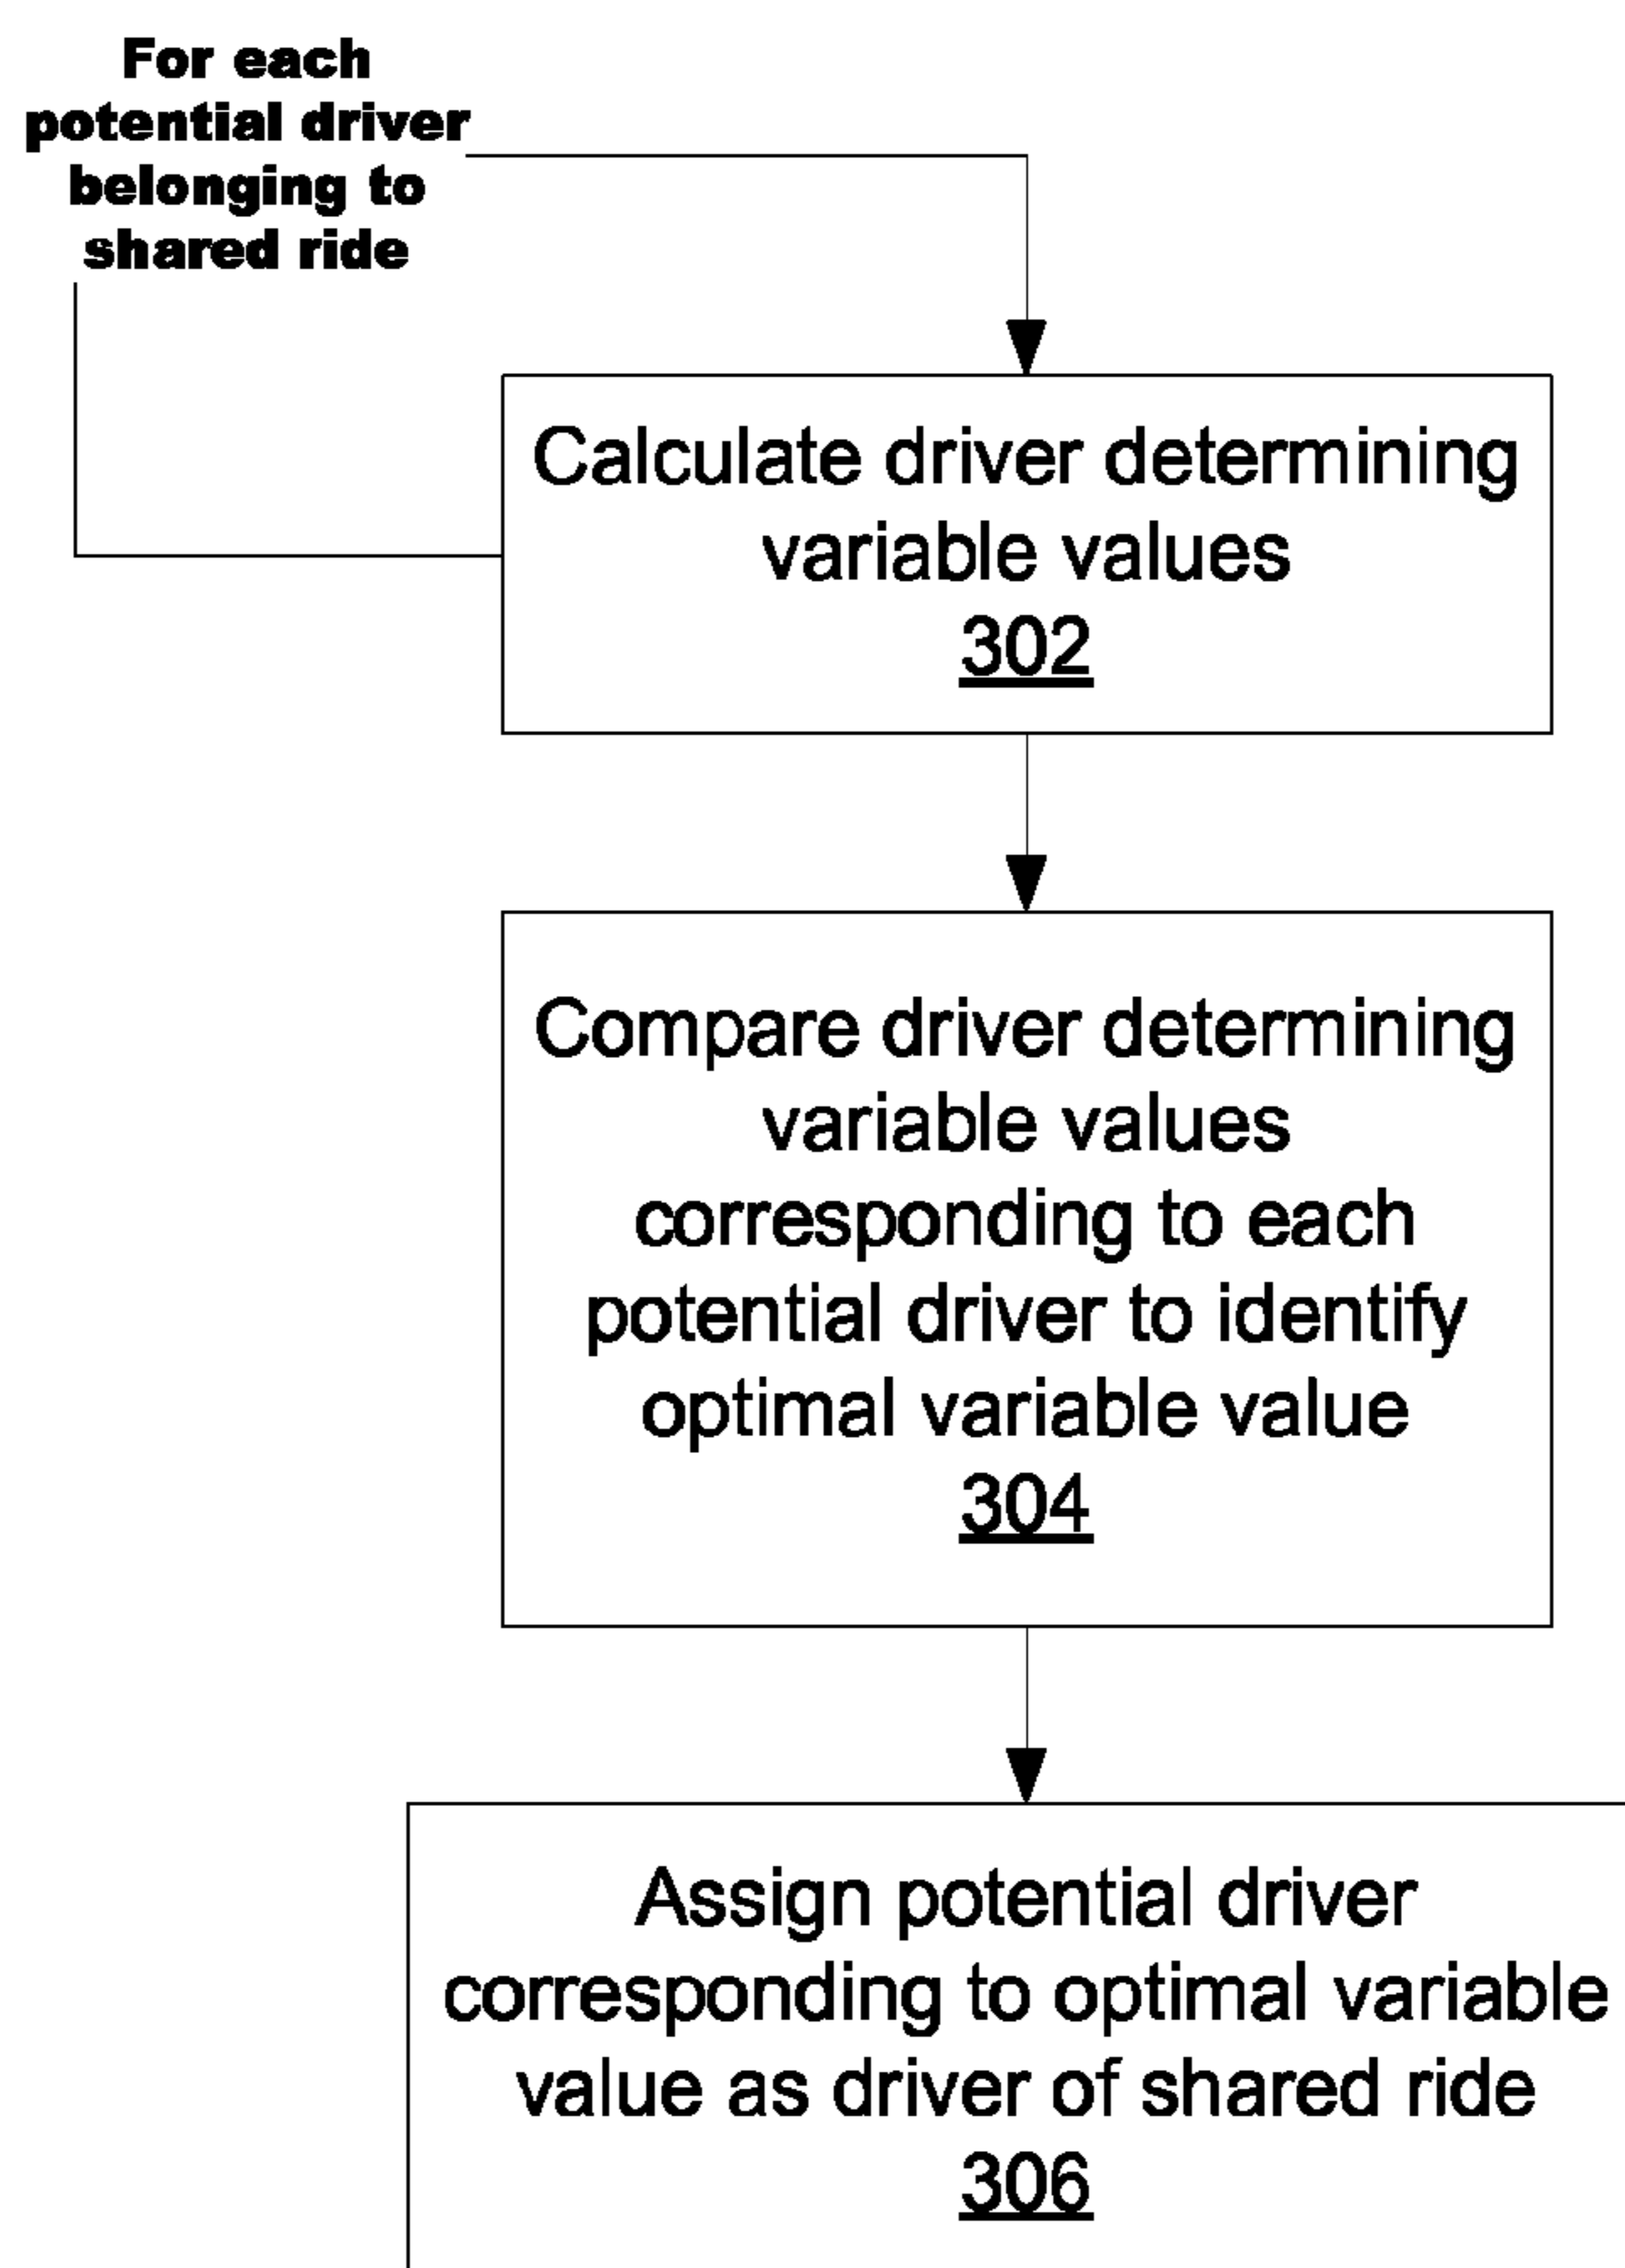 For each
potential driver
belonging to
shared ride
Calculate driver determining
variable values
302
Compare driver determining
variable values
corresponding to each
potential driver to identify
optimal variable value
304
Assign potential driver
corresponding to optimal variable
value as driver of shared ride
306